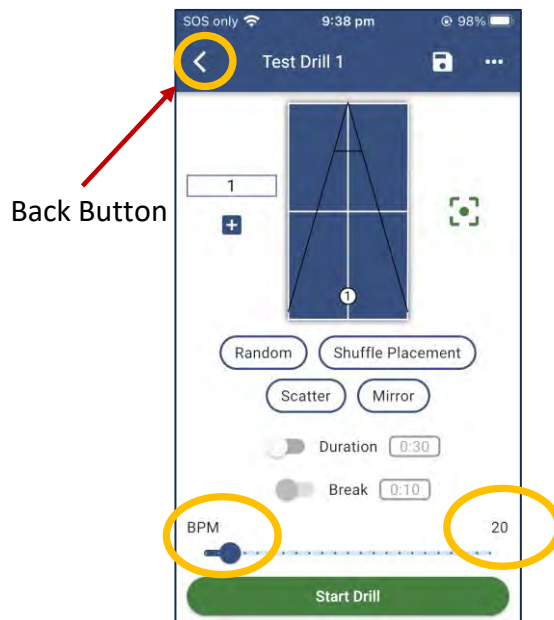 SOS only 9:38 pm 98%
Test Drill 1
1
Back Button
1
Random Shuffle Placement
Scatter Mirror
Duration 0:30
Break 0:10
BPM 20
Start Drill